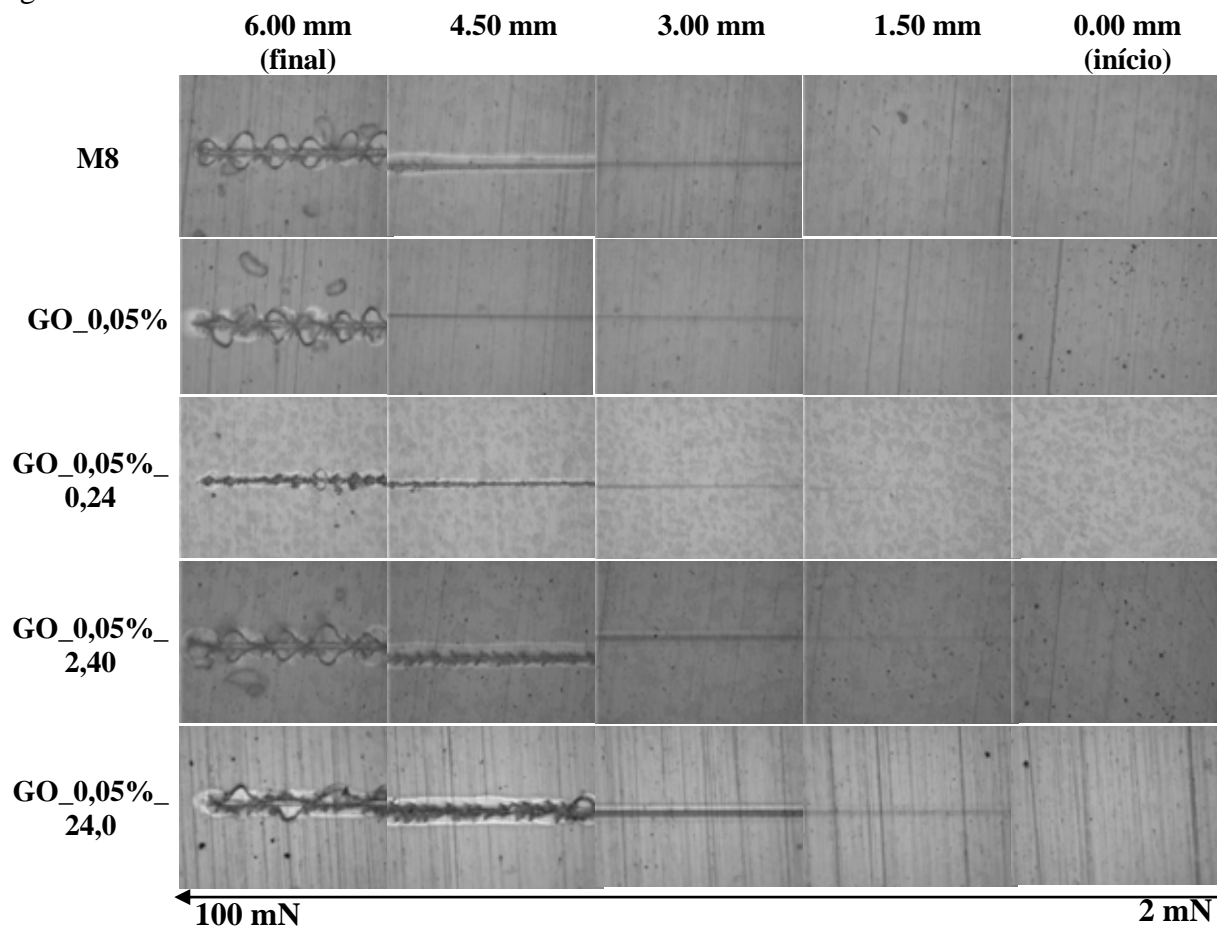 6.00 mm 4.50 mm 3.00 mm 1.50 mm 0.00 mm
(final) (início)
M8
GO_0,05%
GO_0,05%_
0,24
GO_0,05%_
2,40
GO_0,05%_
24,0
100 mN 2 mN